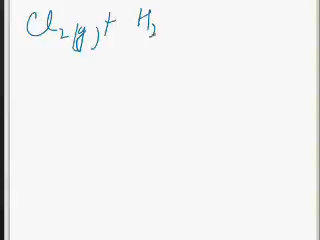 Cl₂(g) + H₂